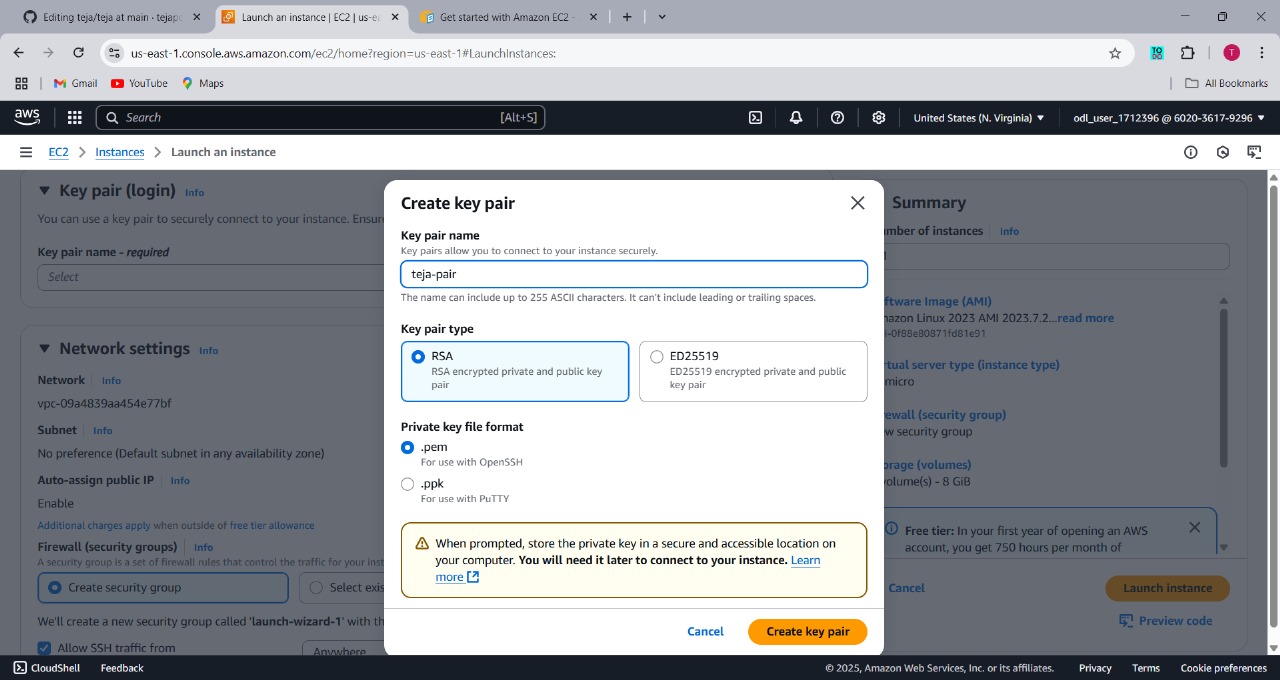 Editing teja/teja at main · tejapo
Launch an instance | EC2 | us-e
Get started with Amazon EC2 -
us-east-1.console.aws.amazon.com/ec2/home?region=us-east-1#LaunchInstances:
Gmail
YouTube
Maps
All Bookmarks
aws
Search
[Alt+S]
United States (N. Virginia)
odl_user_1712396 @ 6020-3617-9296
EC2
Instances
Launch an instance
Key pair (login) Info
You can use a key pair to securely connect to your instance. Ensure
Key pair name - required
Select
Network settings Info
Network Info
vpc-09a4839aa454e77bf
Subnet Info
No preference (Default subnet in any availability zone)
Auto-assign public IP Info
Enable
Additional charges apply when outside of free tier allowance
Firewall (security groups) Info
A security group is a set of firewall rules that control the traffic for your inst
Create security group
Select exis
We'll create a new security group called 'launch-wizard-1' with th
Allow SSH traffic from
Anywhere
Create key pair
Key pair name
Key pairs allow you to connect to your instance securely.
teja-pair
The name can include up to 255 ASCII characters. It can't include leading or trailing spaces.
Key pair type
RSA
RSA encrypted private and public key
pair
ED25519
ED25519 encrypted private and public
key pair
Private key file format
.pem
For use with OpenSSH
.ppk
For use with PuTTY
When prompted, store the private key in a secure and accessible location on
your computer. You will need it later to connect to your instance. Learn
more
Cancel
Create key pair
Summary
umber of instances Info
1
ftware Image (AMI)
nazon Linux 2023 AMI 2023.7.2...read more
i-0f88e80871fd81e91
rtual server type (instance type)
micro
rewall (security group)
w security group
orage (volumes)
volume(s) - 8 GiB
Free tier: In your first year of opening an AWS
account, you get 750 hours per month of
Cancel
Launch instance
Preview code
CloudShell
Feedback
© 2025, Amazon Web Services, Inc. or its affiliates.
Privacy
Terms
Cookie preferences